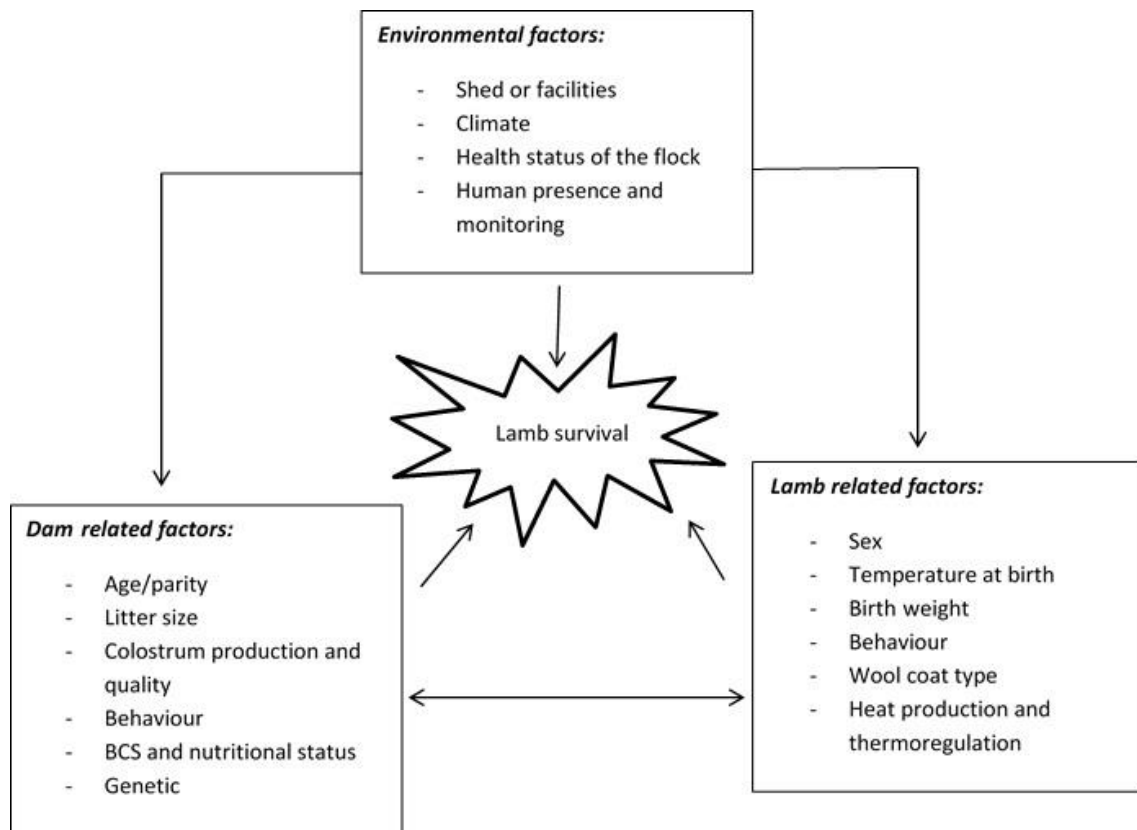 Environmental factors:
- Shed or facilities
- Climate
- Health status of the flock
- Human presence and
monitoring
Lamb survival
Dam related factors:
- Age/parity
- Litter size
- Colostrum production and
quality
- Behaviour
- BCS and nutritional status
- Genetic
Lamb related factors:
- Sex
- Temperature at birth
- Birth weight
- Behaviour
- Wool coat type
- Heat production and
thermoregulation